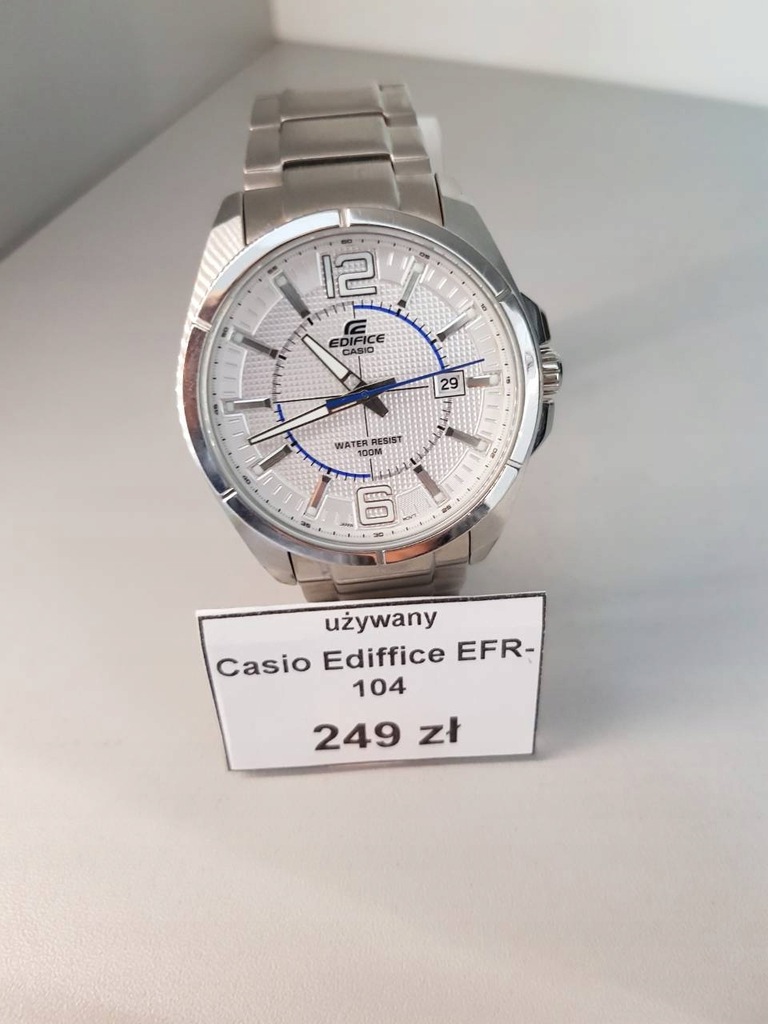 12
EDIFICE
CASIO
29
WATER RESIST
100M
6
używany
Casio Ediffice EFR-
104
249 zł